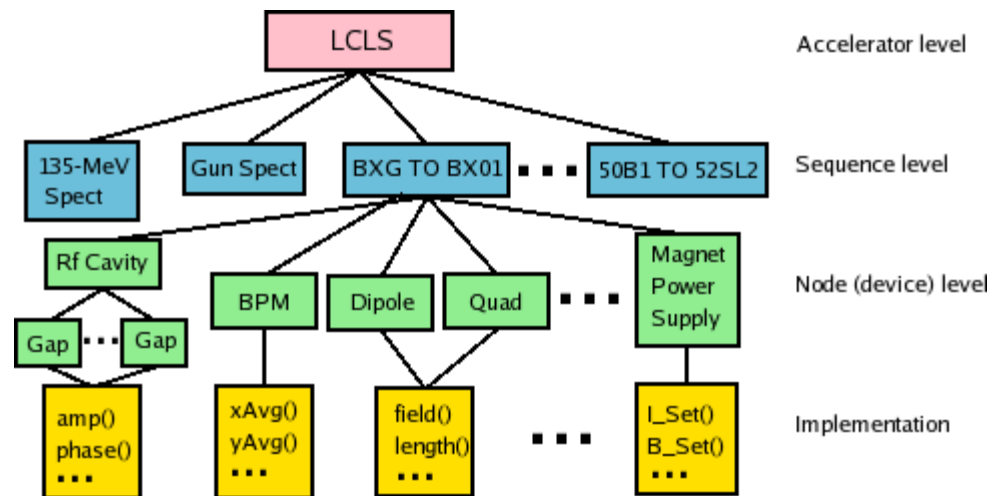 LCLS
Accelerator level
135-MeV
Spect
Gun Spect
BXG TO BX01
50B1 TO 52SL2
Sequence level
Rf Cavity
Gap
Gap
BPM
Dipole
Quad
Magnet
Power
Supply
Node (device) level
amp()
phase()
...
xAvg()
yAvg()
...
field()
length()
...
I_Set()
B_Set()
...
Implementation